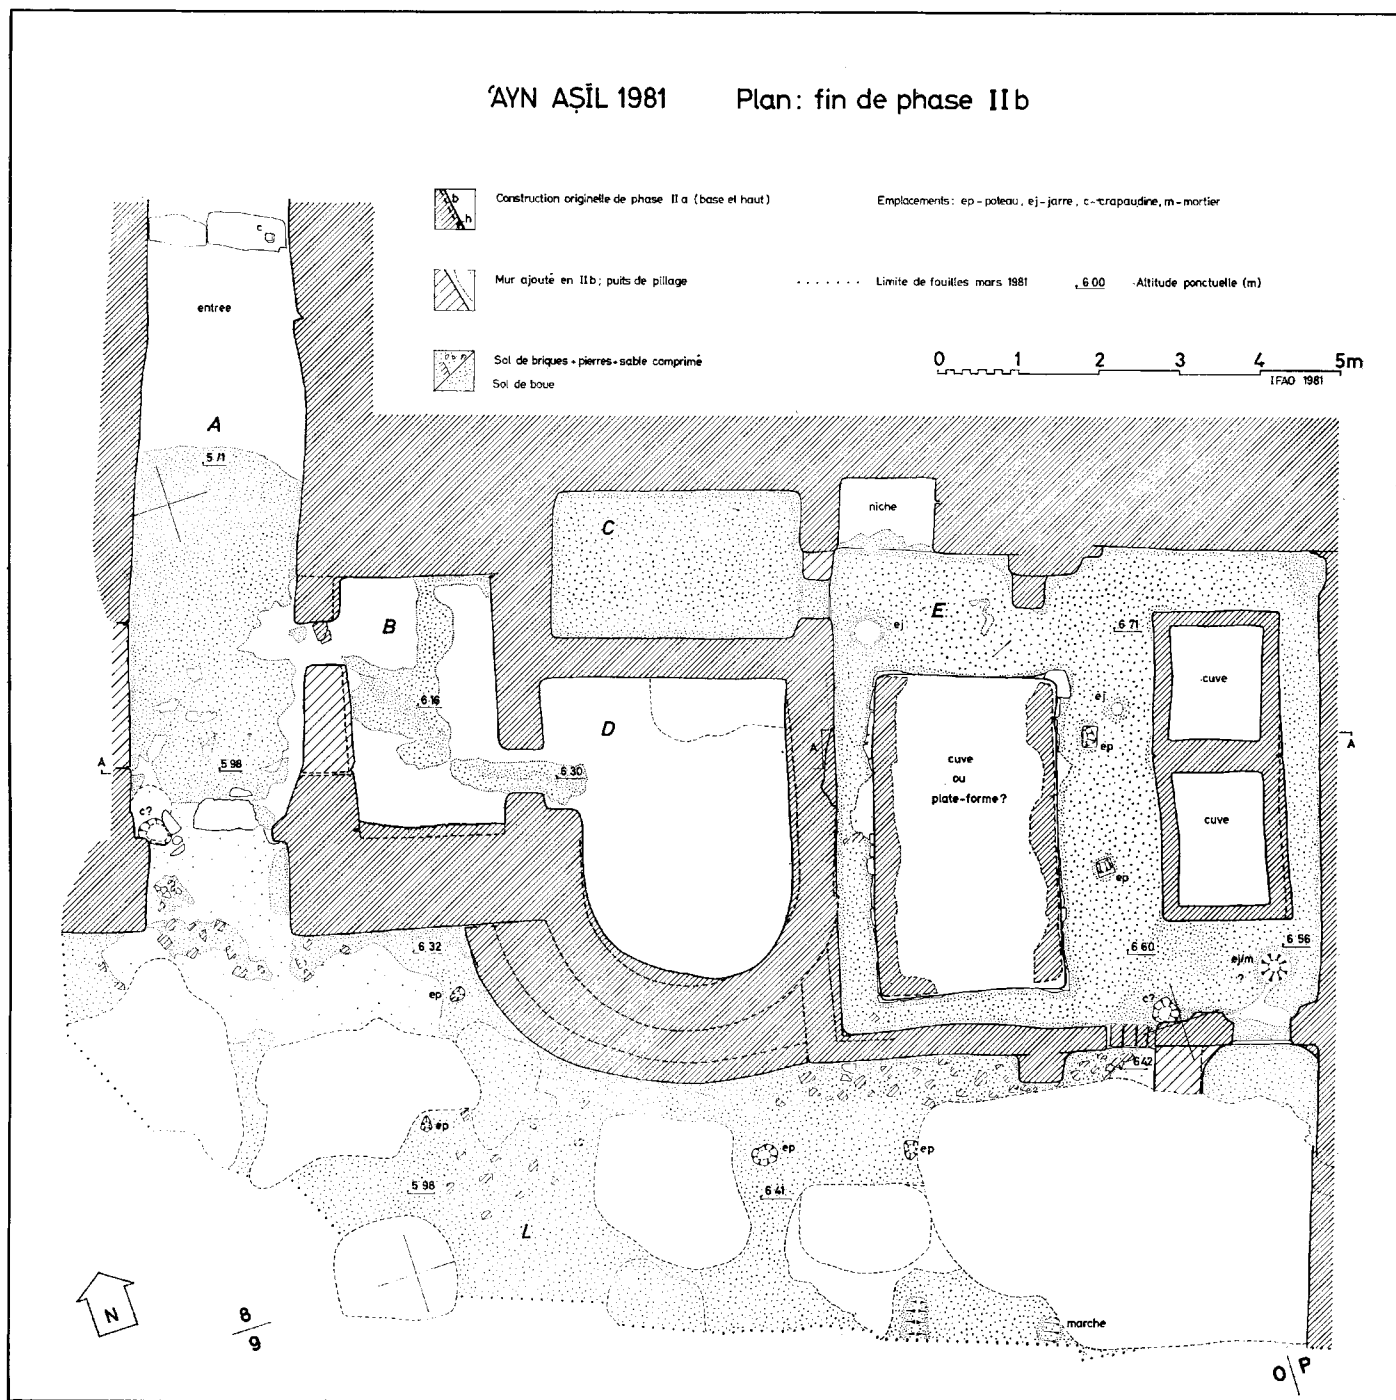 'AYN AṢĪL 1981 Plan: fin de phase IIb
b
h
Construction originelle de phase IIa (base et haut)
Emplacements: ep-poteau, ej-jarre, c-crapaudine, m-mortier
Mur ajouté en IIb; puits de pillage
Limite de fouilles mars 1981
6 00
Altitude ponctuelle (m)
Sol de briques + pierres + sable comprimé
Sol de boue
0 1 2 3 4 5m
IFAO 1981
c
entree
A
5 71
niche
C
B
E
ej
6 71
cuve
6 16
D
ej
ep
A
A
A
cuve
ou
plate-forme?
5 98
6 30
c?
cuve
ep
6 32
6 60
6 56
ej/m
?
ep
c?
6 42
ep
ep
ep
5 98
6 41
L
N
8
9
marche
O P